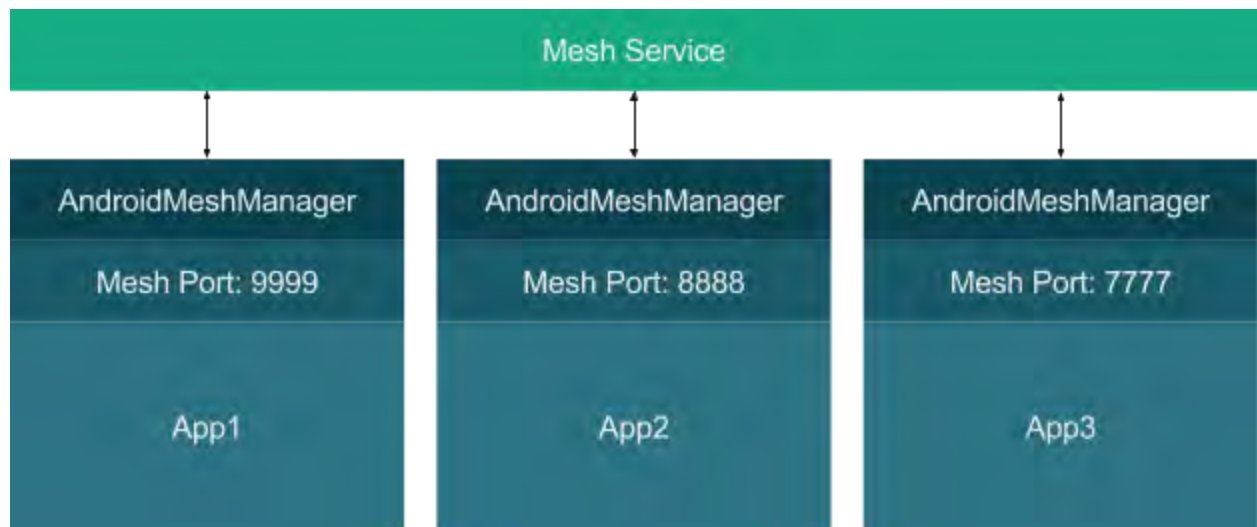 Mesh Service
AndroidMeshManager
Mesh Port: 9999
App1
AndroidMeshManager
Mesh Port: 8888
App2
AndroidMeshManager
Mesh Port: 7777
App3